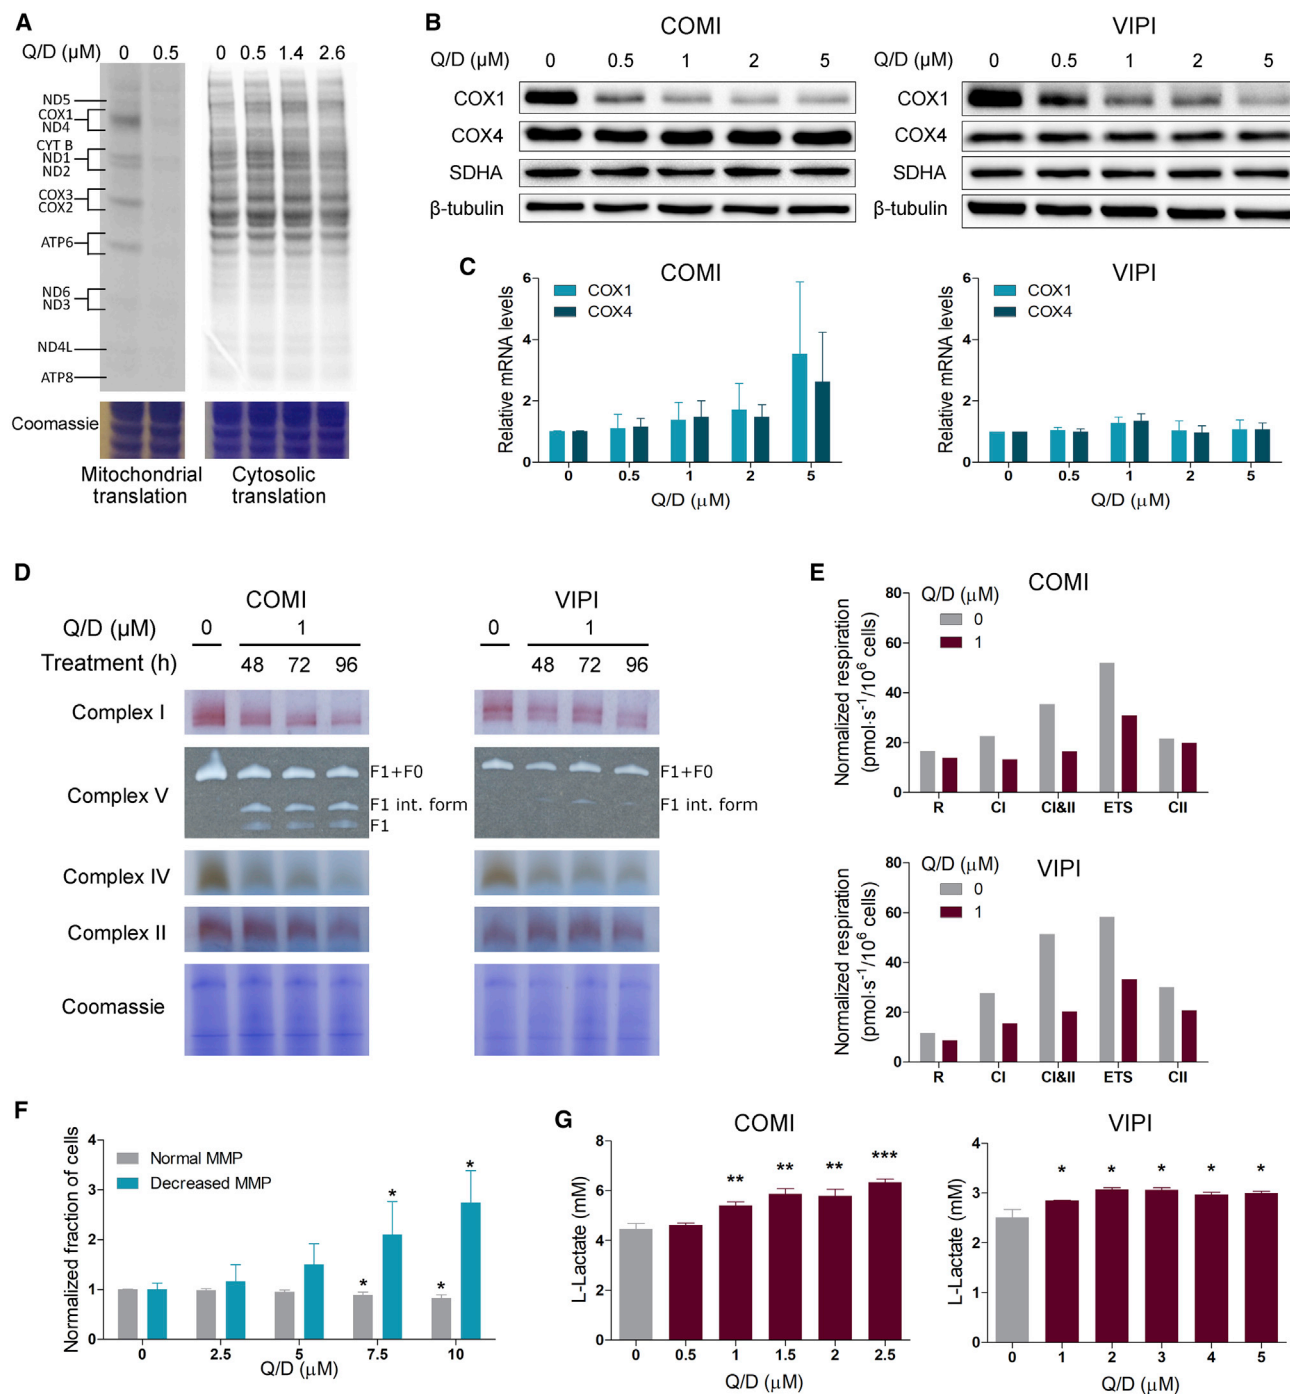 A
Q/D (µM) 0 0.5 0 0.5 1.4 2.6
ND5
COX1
ND4
CYT B
ND1
ND2
COX3
COX2
ATP6
ND6
ND3
ND4L
ATP8
Coomassie
Mitochondrial translation
Cytosolic translation
B
COMI
Q/D (µM) 0 0.5 1 2 5
COX1
COX4
SDHA
β-tubulin
VIPI
Q/D (µM) 0 0.5 1 2 5
COX1
COX4
SDHA
β-tubulin
C
COMI
COX1
COX4
Relative mRNA levels
6
4
2
0
0 0.5 1 2 5
Q/D (µM)
VIPI
COX1
COX4
Relative mRNA levels
6
4
2
0
0 0.5 1 2 5
Q/D (µM)
D
COMI VIPI
Q/D (µM) 0 1 0 1
Treatment (h) 48 72 96 48 72 96
Complex I
Complex V
F1+F0 F1+F0
F1 int. form F1 int. form
F1
Complex IV
Complex II
Coomassie
E
COMI
Q/D (µM)
0
1
Normalized respiration
(pmol·s⁻¹/10⁶ cells)
80
60
40
20
0
R CI CI&II ETS CII
VIPI
Q/D (µM)
0
1
Normalized respiration
(pmol·s⁻¹/10⁶ cells)
80
60
40
20
0
R CI CI&II ETS CII
F
Normal MMP
Decreased MMP
Normalized fraction of cells
4
3
2
1
0
* * * *
0 2.5 5 7.5 10
Q/D (µM)
G
COMI
L-Lactate (mM)
8
6
4
2
0
** ** ** ***
0 0.5 1 1.5 2 2.5
Q/D (µM)
VIPI
L-Lactate (mM)
4
3
2
1
0
* * * * *
0 1 2 3 4 5
Q/D (µM)